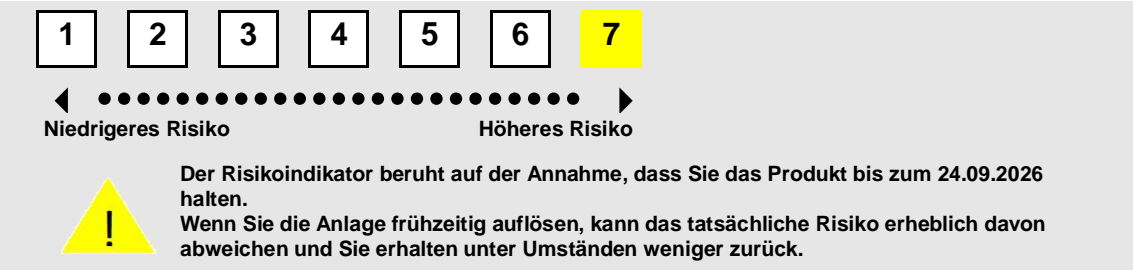 1 2 3 4 5 6 7
Niedrigeres Risiko Höheres Risiko
Der Risikoindikator beruht auf der Annahme, dass Sie das Produkt bis zum 24.09.2026
halten.
Wenn Sie die Anlage frühzeitig auflösen, kann das tatsächliche Risiko erheblich davon
abweichen und Sie erhalten unter Umständen weniger zurück.
!